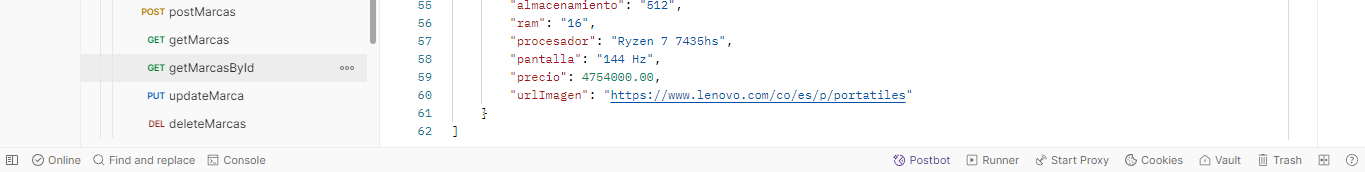 POST postMarcas
GET getMarcas
GET getMarcasById
PUT updateMarca
DEL deleteMarcas
55 "almacenamiento": "512",
56 "ram": "16",
57 "procesador": "Ryzen 7 7435hs",
58 "pantalla": "144 Hz",
59 "precio": 4754000.00,
60 "urlImagen": "https://www.lenovo.com/co/es/p/portatiles"
61 }
62 ]
Online Find and replace Console Postbot Runner Start Proxy Cookies Vault Trash